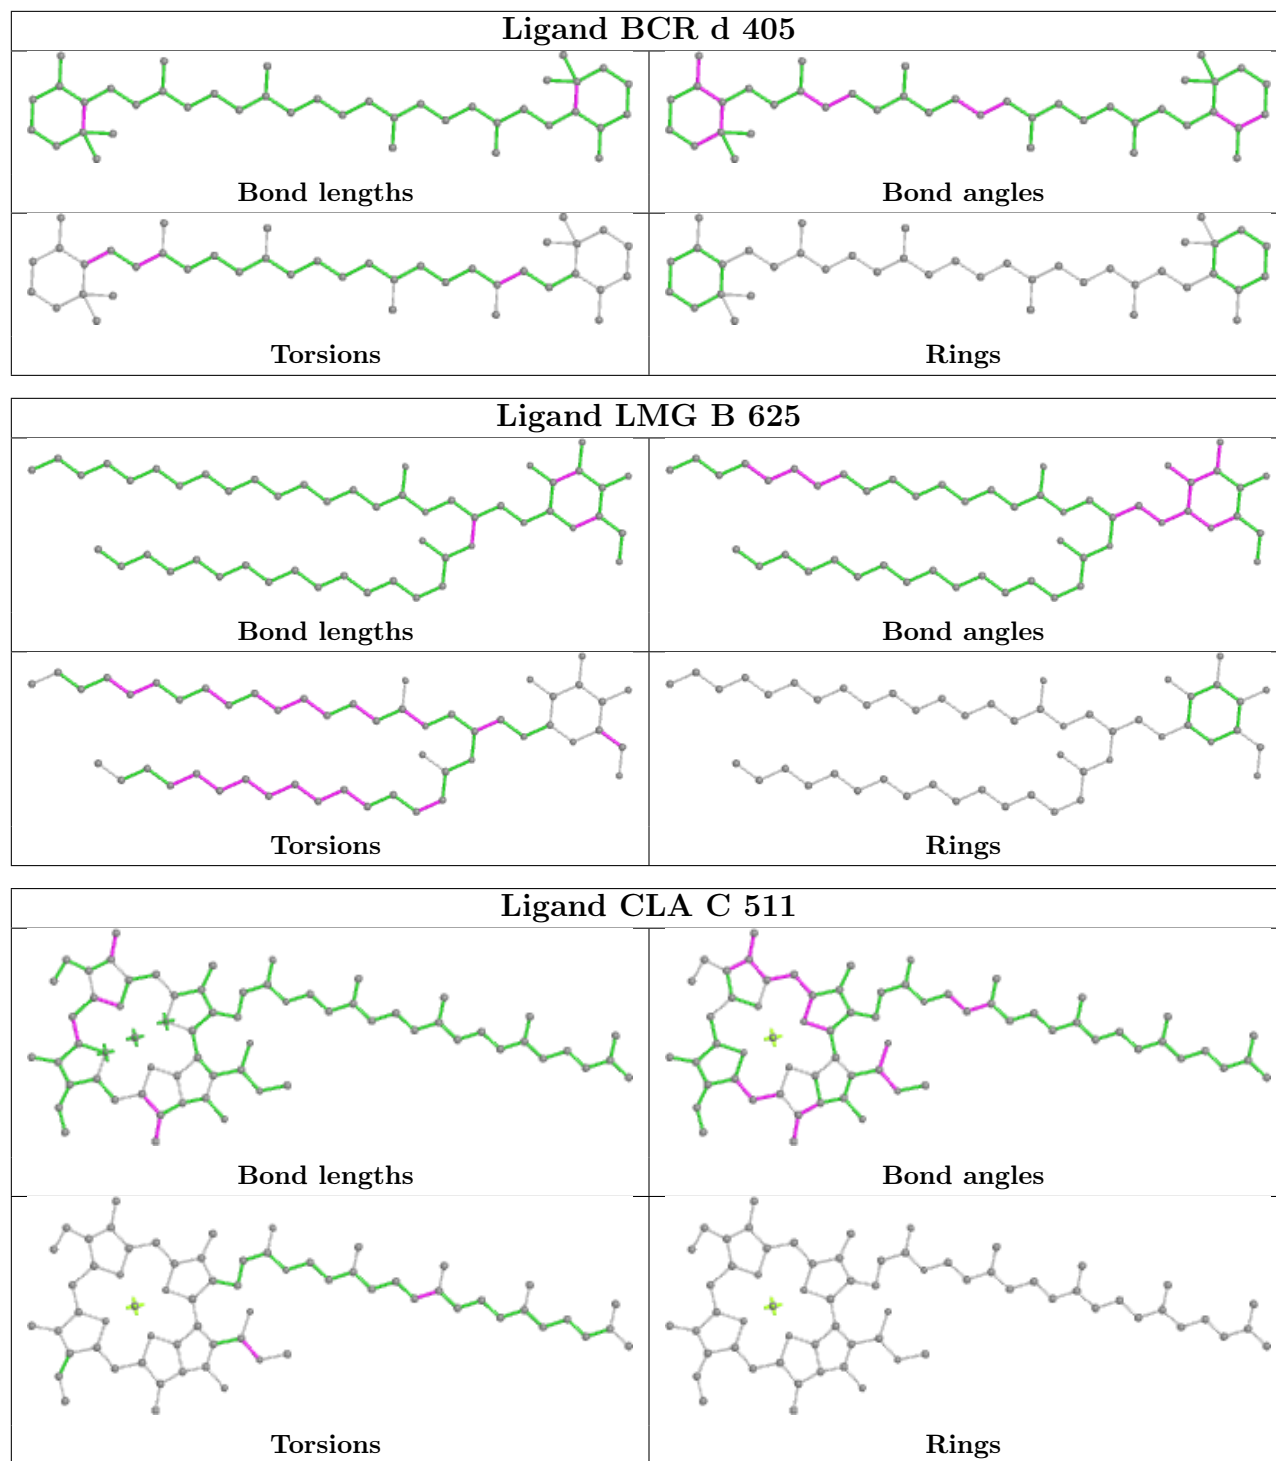 Ligand BCR d 405
Bond lengths
Bond angles
Torsions
Rings
Ligand LMG B 625
Bond lengths
Bond angles
Torsions
Rings
Ligand CLA C 511
Bond lengths
Bond angles
Torsions
Rings